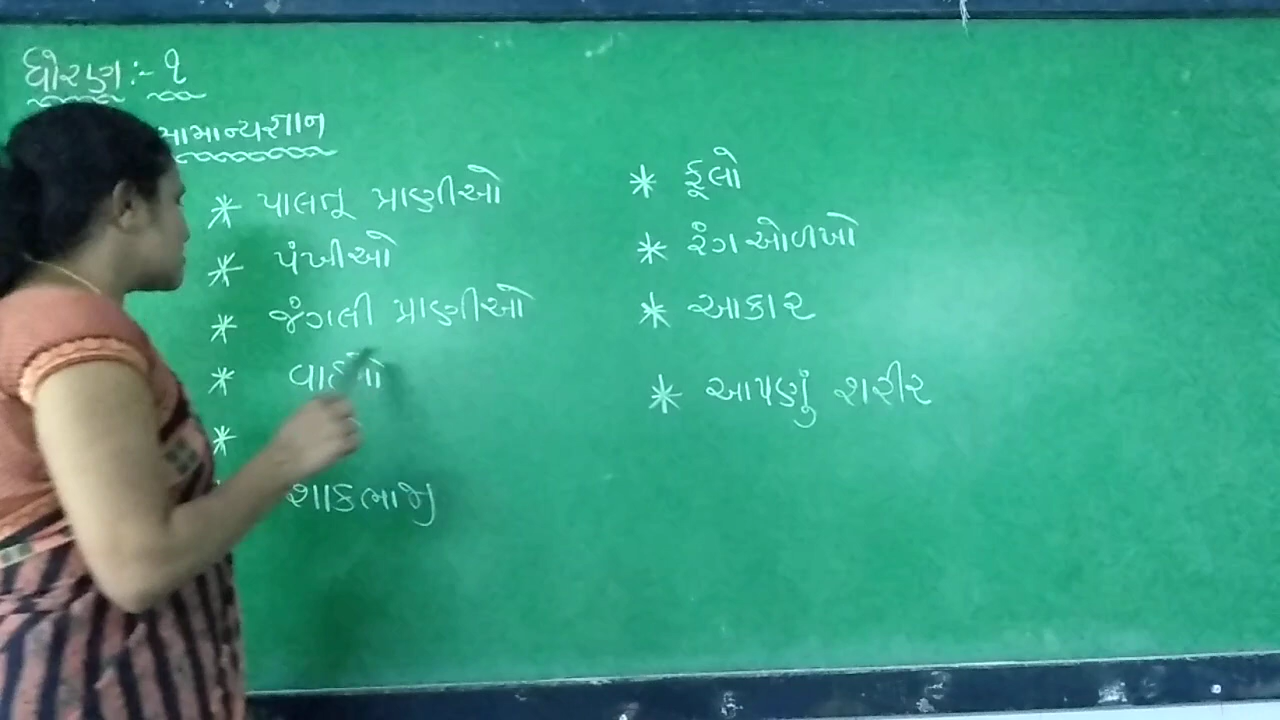 ધોરણ :- ૧
સામાન્યજ્ઞાન
* પાલતૂ પ્રાણીઓ
* પંખીઓ
* જંગલી પ્રાણીઓ
* વાહનો
*
શાકભાજી
* ફૂલો
* રંગ ઓળખો
* આકાર
* આપણું શરીર